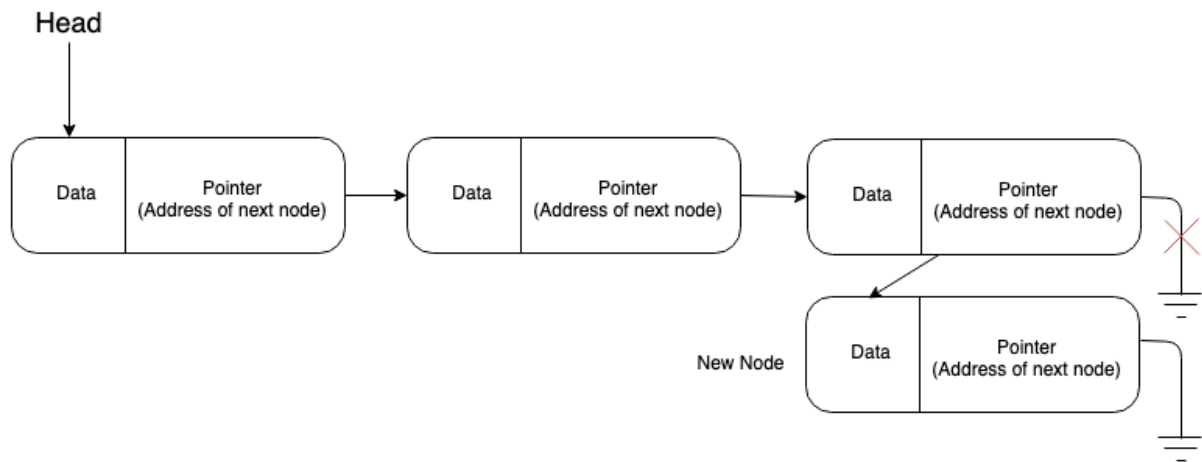 Head
Data
Pointer
(Address of next node)
Data
Pointer
(Address of next node)
Data
Pointer
(Address of next node)
New Node
Data
Pointer
(Address of next node)